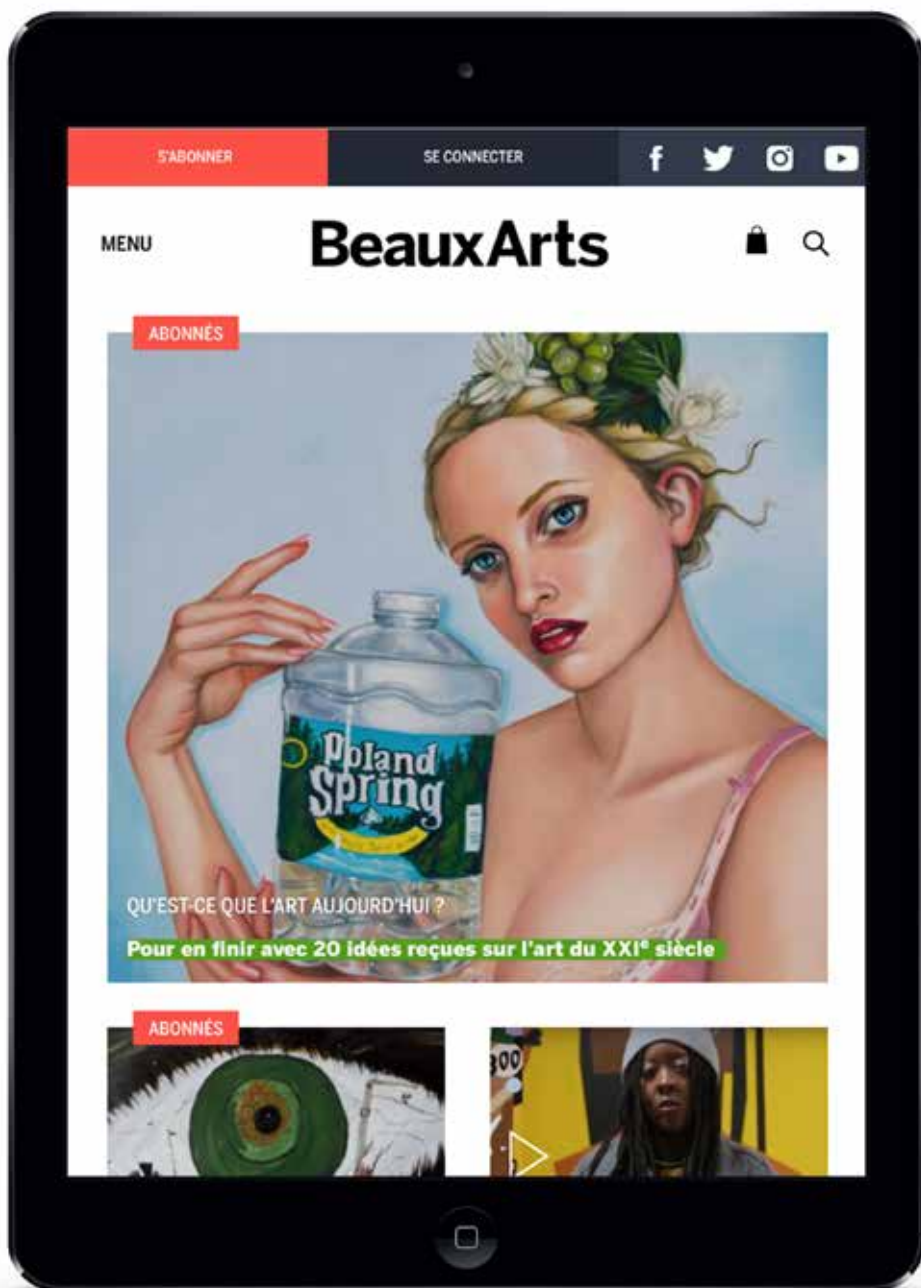 S'ABONNER
SE CONNECTER
MENU
BeauxArts
ABONNÉS
Poland
Spring
QU'EST-CE QUE L'ART AUJOURD'HUI ?
Pour en finir avec 20 idées reçues sur l'art du XXIᵉ siècle
ABONNÉS